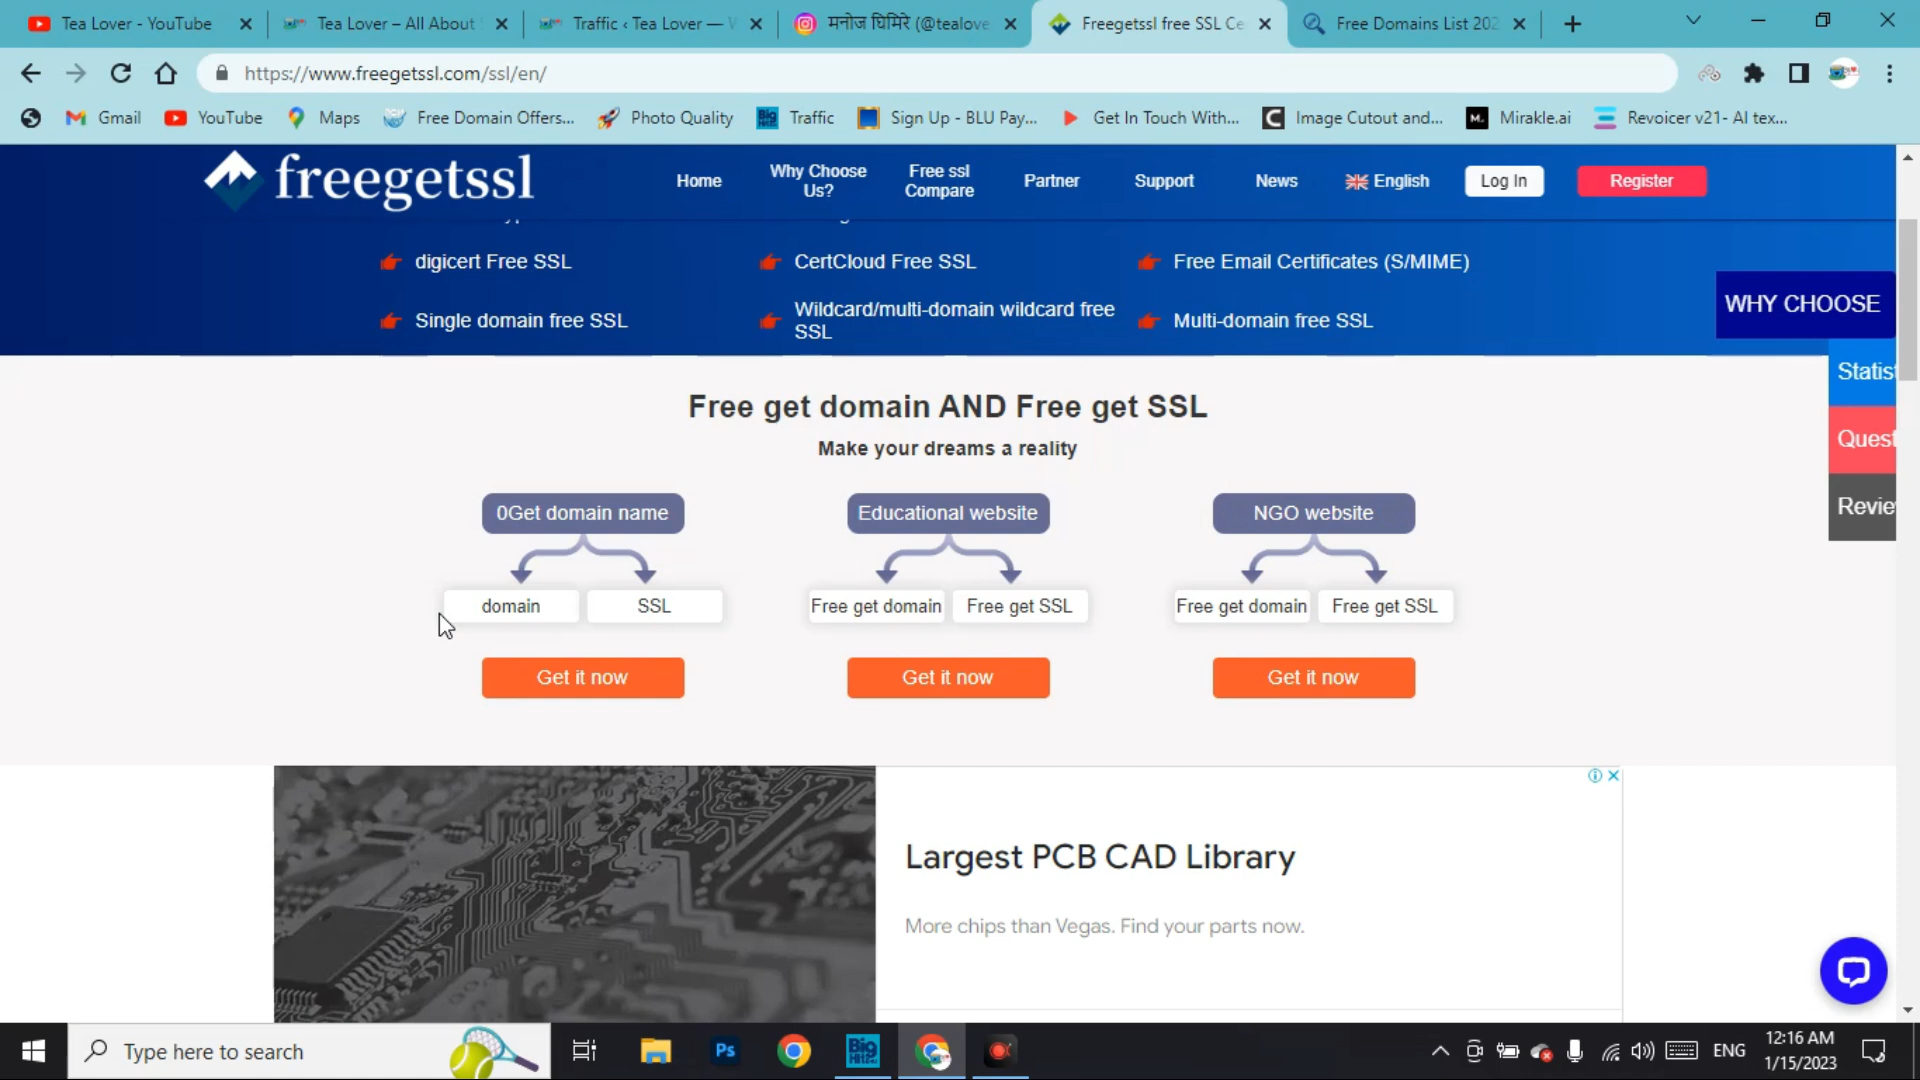 Tea Lover - YouTube
Tea Lover – All About
Traffic ‹ Tea Lover —
मनोज घिमिरे (@tealove
Freegetssl free SSL Ce
Free Domains List 202
https://www.freegetssl.com/ssl/en/
Gmail
YouTube
Maps
Free Domain Offers...
Photo Quality
Traffic
Sign Up - BLU Pay...
Get In Touch With...
Image Cutout and...
Mirakle.ai
Revoicer v21- AI tex...
freegetssl
Home
Why Choose
Us?
Free ssl
Compare
Partner
Support
News
English
Log In
Register
digicert Free SSL
CertCloud Free SSL
Free Email Certificates (S/MIME)
Single domain free SSL
Wildcard/multi-domain wildcard free
SSL
Multi-domain free SSL
WHY CHOOSE
Statis
Quest
Revie
Free get domain AND Free get SSL
Make your dreams a reality
0Get domain name
Educational website
NGO website
domain
SSL
Free get domain
Free get SSL
Free get domain
Free get SSL
Get it now
Get it now
Get it now
Largest PCB CAD Library
More chips than Vegas. Find your parts now.
Type here to search
Ps
Big
ENG
12:16 AM
1/15/2023